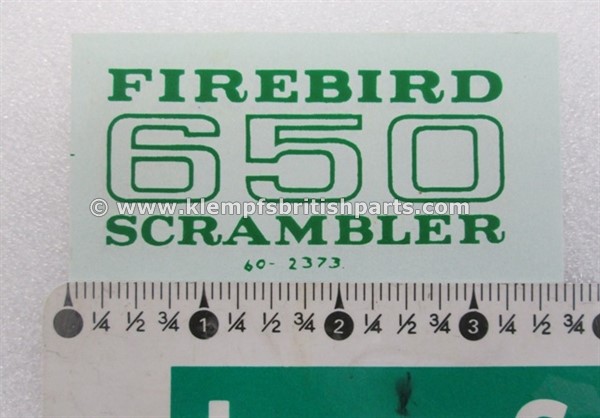 FIREBIRD
650
© www.klempfsbritishparts.com
SCRAMBLER
60-2373
¼ ½ ¾ 1 ¼ ½ ¾ 2 ¼ ½ ¾ 3 ¼ ½ ¾